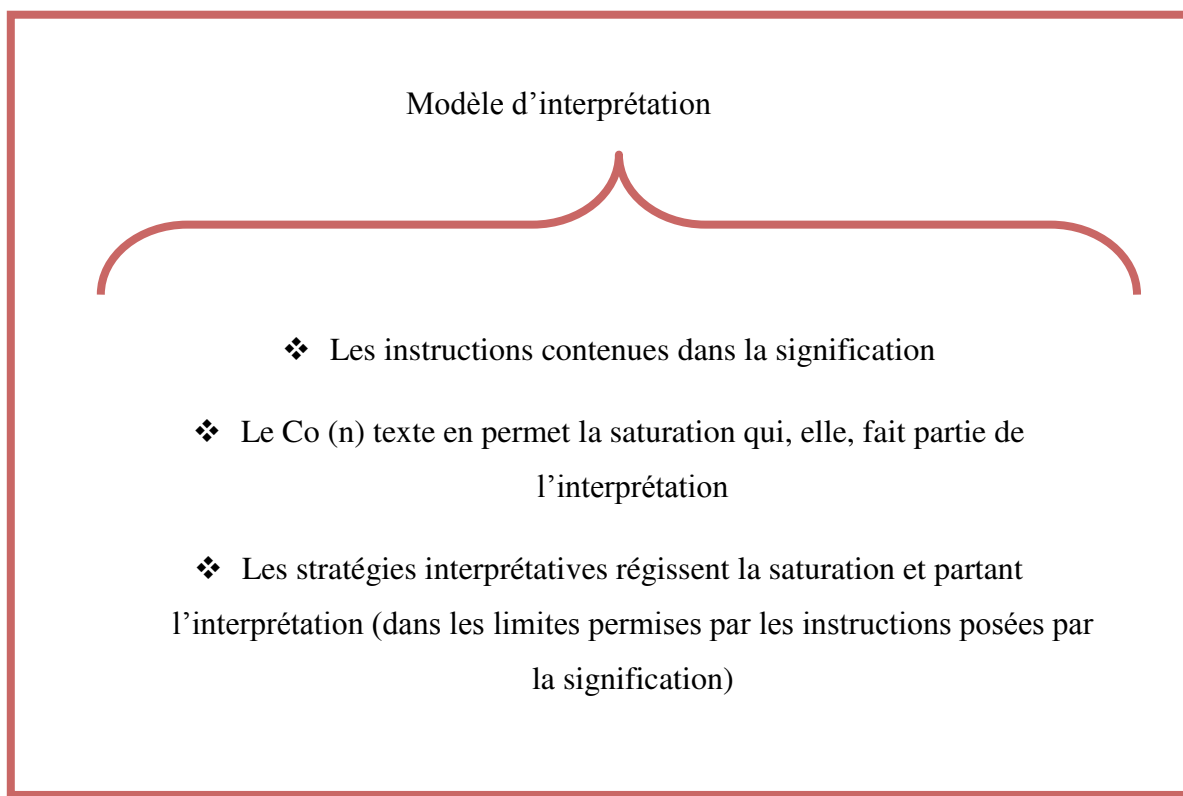 Modèle d’interprétation
❖ Les instructions contenues dans la signification
❖ Le Co (n) texte en permet la saturation qui, elle, fait partie de
l’interprétation
❖ Les stratégies interprétatives régissent la saturation et partant
l’interprétation (dans les limites permises par les instructions posées par
la signification)